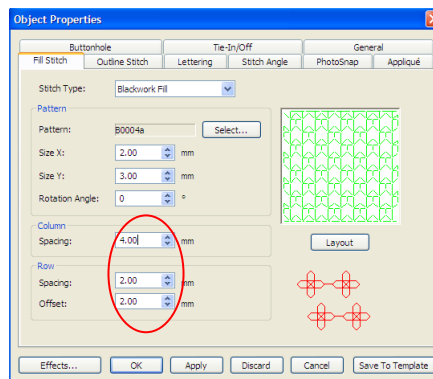 Object Properties
Buttonhole Tie-In/Off General
Fill Stitch Outline Stitch Lettering Stitch Angle PhotoSnap Appliqué
Stitch Type: Blackwork Fill
Pattern
Pattern: B0004a Select...
Size X: 2.00 mm
Size Y: 3.00 mm
Rotation Angle: 0 °
Column
Spacing: 4.00 mm
Layout
Row
Spacing: 2.00 mm
Offset: 2.00 mm
Effects... OK Apply Discard Cancel Save To Template